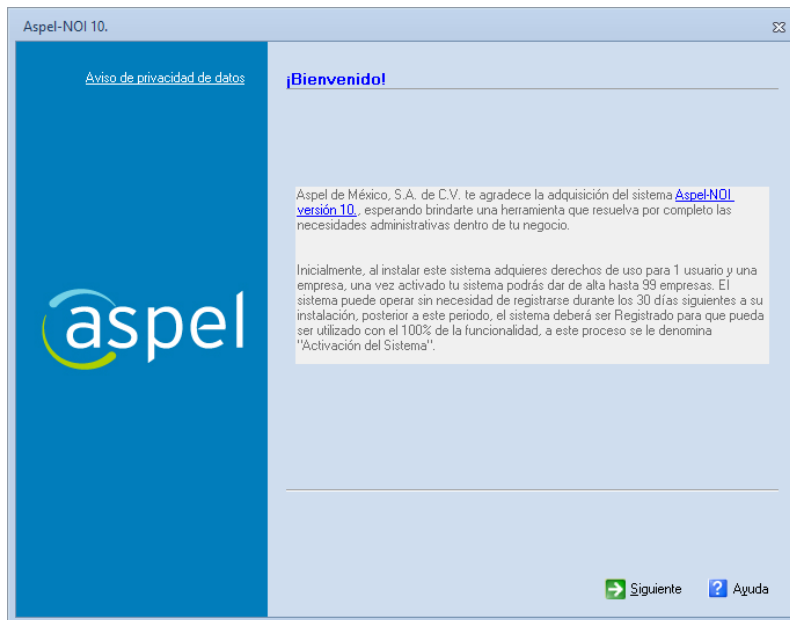 Aspel-NOI 10.
Aviso de privacidad de datos
¡Bienvenido!
Aspel de México, S.A. de C.V. te agradece la adquisición del sistema Aspel-NOI
versión 10., esperando brindarte una herramienta que resuelva por completo las
necesidades administrativas dentro de tu negocio.
Inicialmente, al instalar este sistema adquieres derechos de uso para 1 usuario y una
empresa, una vez activado tu sistema podrás dar de alta hasta 99 empresas. El
sistema puede operar sin necesidad de registrarse durante los 30 días siguientes a su
instalación, posterior a este periodo, el sistema deberá ser Registrado para que pueda
ser utilizado con el 100% de la funcionalidad, a este proceso se le denomina
"Activación del Sistema".
aspel
Siguiente
Ayuda